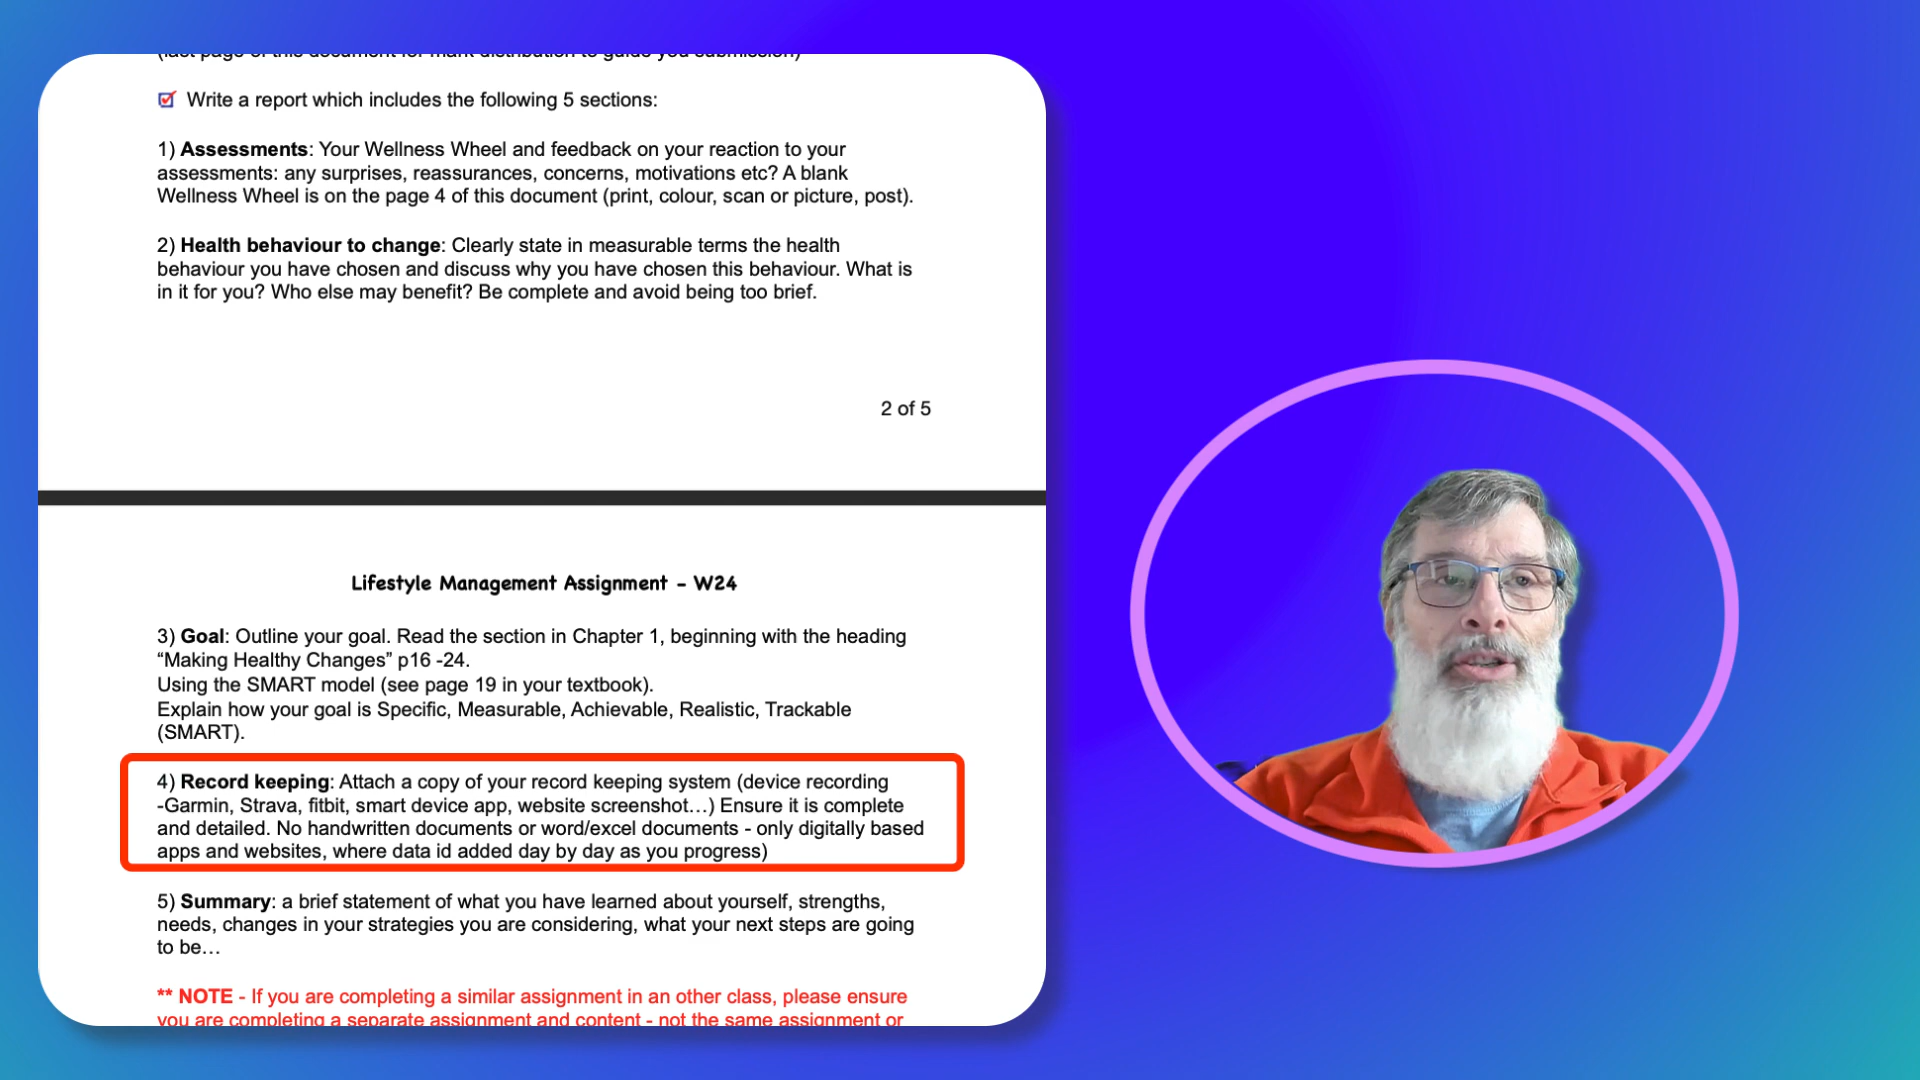 (last page of this document for mark distribution to guide you submission)
Write a report which includes the following 5 sections:
1) Assessments: Your Wellness Wheel and feedback on your reaction to your
assessments: any surprises, reassurances, concerns, motivations etc? A blank
Wellness Wheel is on the page 4 of this document (print, colour, scan or picture, post).
2) Health behaviour to change: Clearly state in measurable terms the health
behaviour you have chosen and discuss why you have chosen this behaviour. What is
in it for you? Who else may benefit? Be complete and avoid being too brief.
2 of 5
Lifestyle Management Assignment - W24
3) Goal: Outline your goal. Read the section in Chapter 1, beginning with the heading
“Making Healthy Changes” p16 -24.
Using the SMART model (see page 19 in your textbook).
Explain how your goal is Specific, Measurable, Achievable, Realistic, Trackable
(SMART).
4) Record keeping: Attach a copy of your record keeping system (device recording
-Garmin, Strava, fitbit, smart device app, website screenshot…) Ensure it is complete
and detailed. No handwritten documents or word/excel documents - only digitally based
apps and websites, where data id added day by day as you progress)
5) Summary: a brief statement of what you have learned about yourself, strengths,
needs, changes in your strategies you are considering, what your next steps are going
to be…
** NOTE - If you are completing a similar assignment in an other class, please ensure
you are completing a separate assignment and content - not the same assignment or